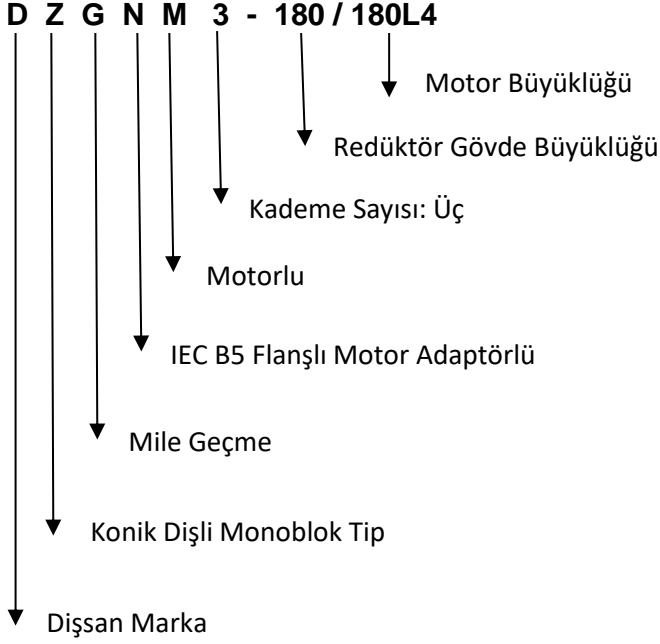 D Z G N M 3 - 180 / 180L4
Motor Büyüklüğü
Redüktör Gövde Büyüklüğü
Kademe Sayısı: Üç
Motorlu
IEC B5 Flanşlı Motor Adaptörlü
Mile Geçme
Konik Dişli Monoblok Tip
Dişsan Marka